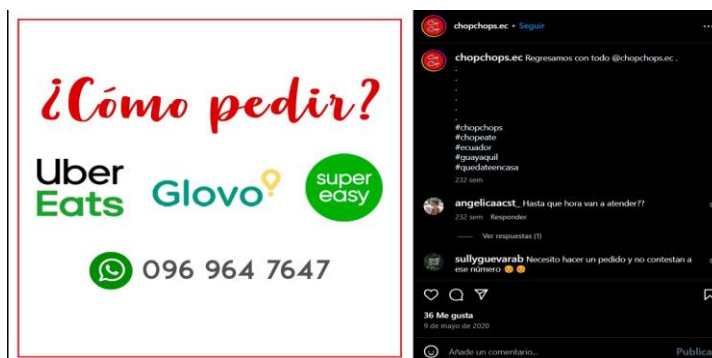 ¿Cómo pedir?
Uber
Eats
Glovo
super
easy
096 964 7647
chopchops.ec • Seguir
chopchops.ec Regresamos con todo @chopchops.ec .
.
.
.
.
.
#chopchops
#chopeate
#ecuador
#guayaquil
#quedateencasa
232 sem
angelicaacst_ Hasta que hora van a atender??
232 sem Responder
Ver respuestas (1)
sullyguevarab Necesito hacer un pedido y no contestan a
ese número
36 Me gusta
9 de mayo de 2020
Añade un comentario...
Publica